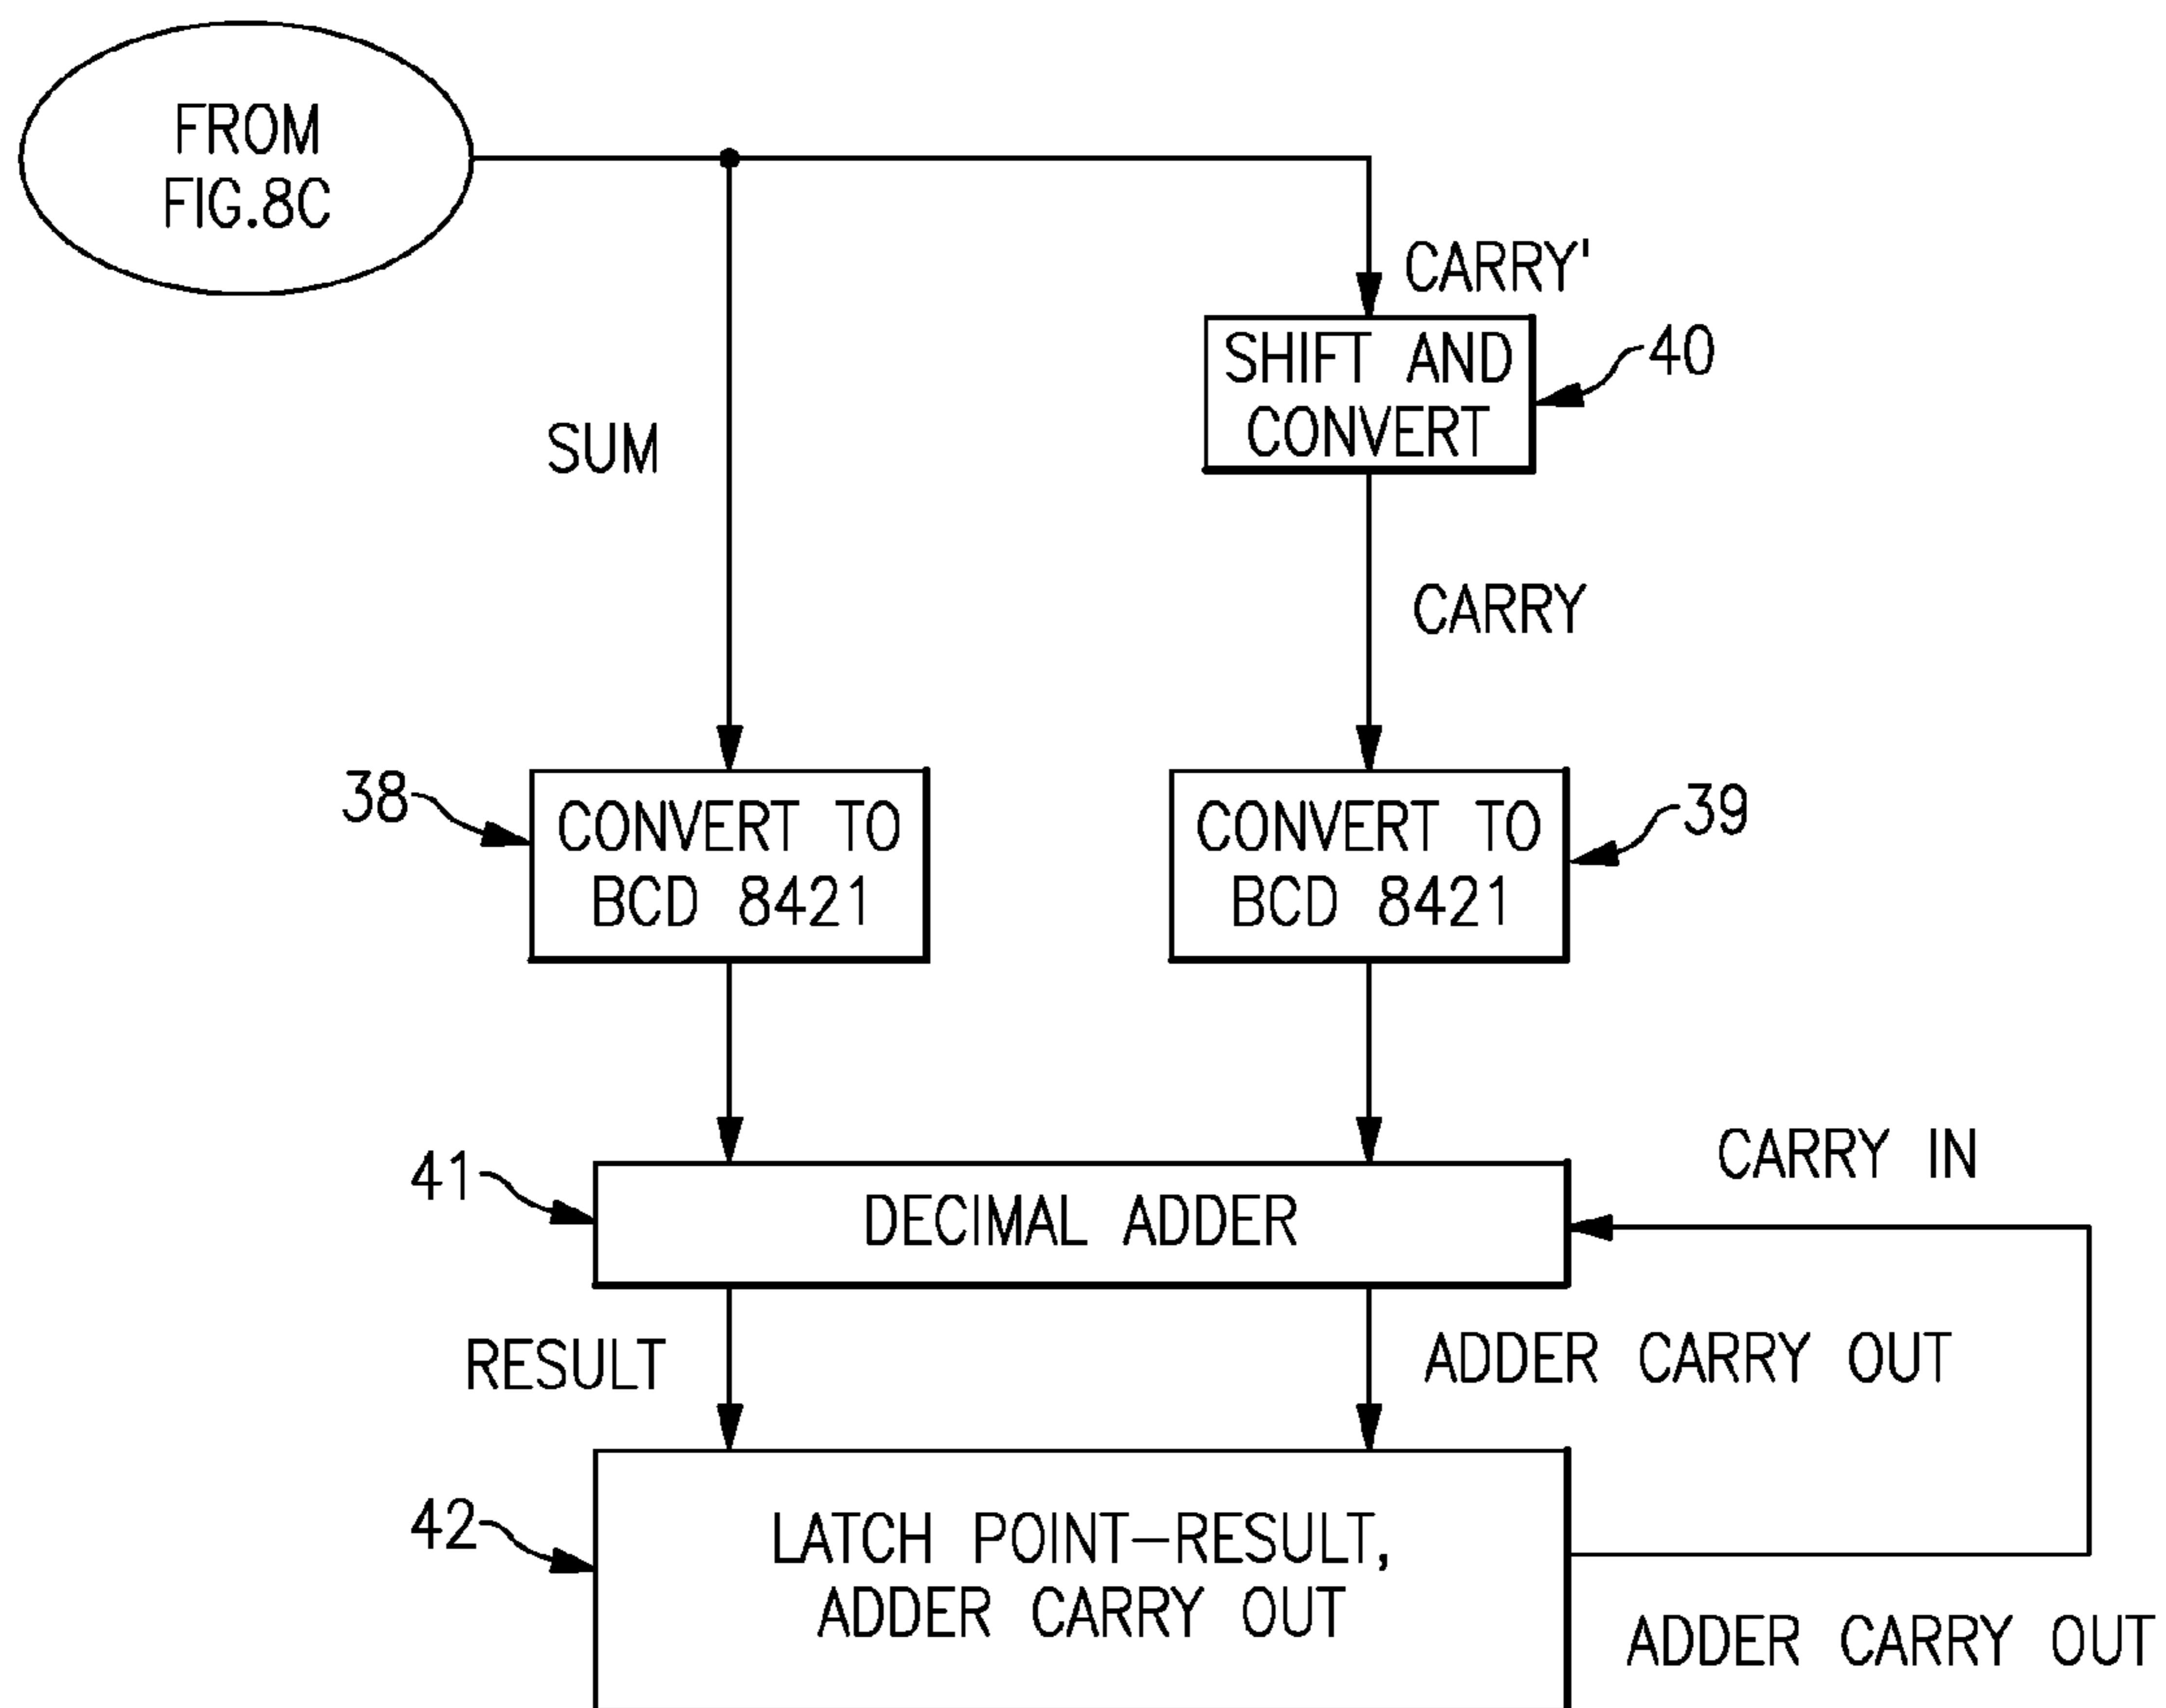 FROM
FIG.8C
CARRY'
SHIFT AND
CONVERT
40
SUM
CARRY
38
CONVERT TO
BCD 8421
CONVERT TO
BCD 8421
39
41
DECIMAL ADDER
CARRY IN
RESULT
ADDER CARRY OUT
42
LATCH POINT-RESULT,
ADDER CARRY OUT
ADDER CARRY OUT